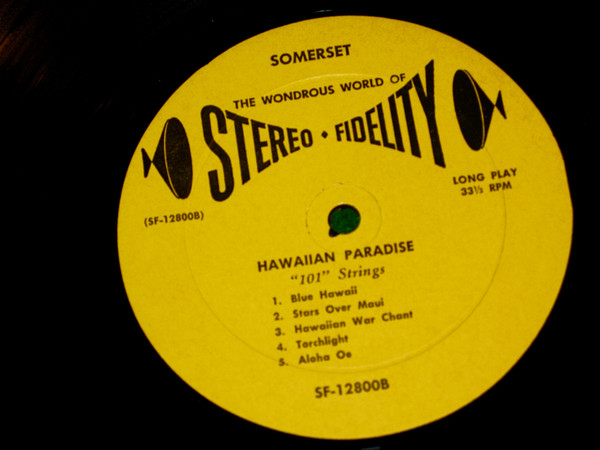 SOMERSET
THE WONDROUS WORLD OF
STEREO • FIDELITY
LONG PLAY
33⅓ RPM
(SF-12800B)
HAWAIIAN PARADISE
"101" Strings
1. Blue Hawaii
2. Stars Over Maui
3. Hawaiian War Chant
4. Torchlight
5. Aloha Oe
SF-12800B